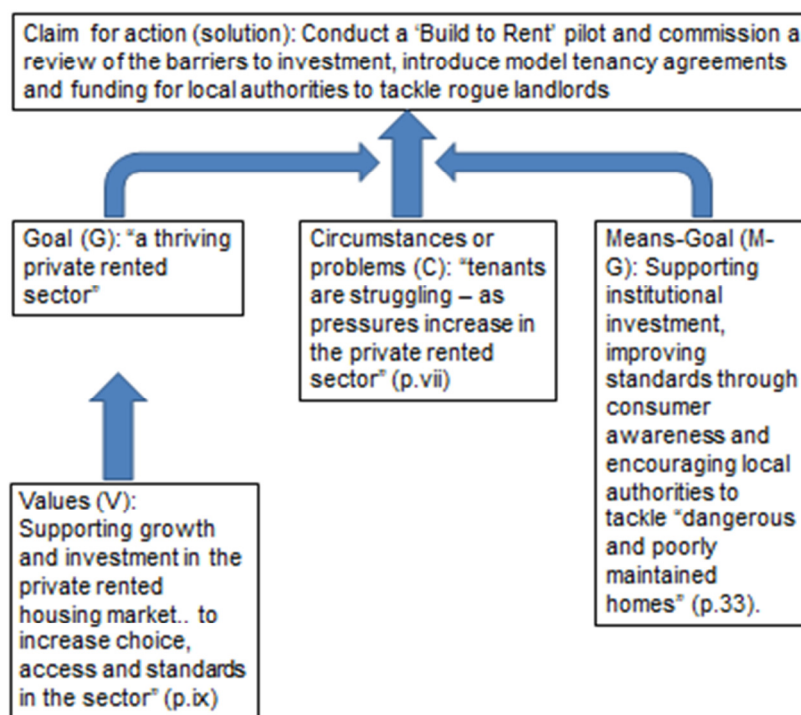 Claim for action (solution): Conduct a ‘Build to Rent’ pilot and commission a
review of the barriers to investment, introduce model tenancy agreements
and funding for local authorities to tackle rogue landlords
Goal (G): “a thriving
private rented
sector”
Circumstances or
problems (C): “tenants
are struggling – as
pressures increase in
the private rented
sector” (p.vii)
Means-Goal (M-
G): Supporting
institutional
investment,
improving
standards through
consumer
awareness and
encouraging local
authorities to
tackle “dangerous
and poorly
maintained
homes” (p.33).
Values (V):
Supporting growth
and investment in the
private rented
housing market.. to
increase choice,
access and standards
in the sector” (p.ix)